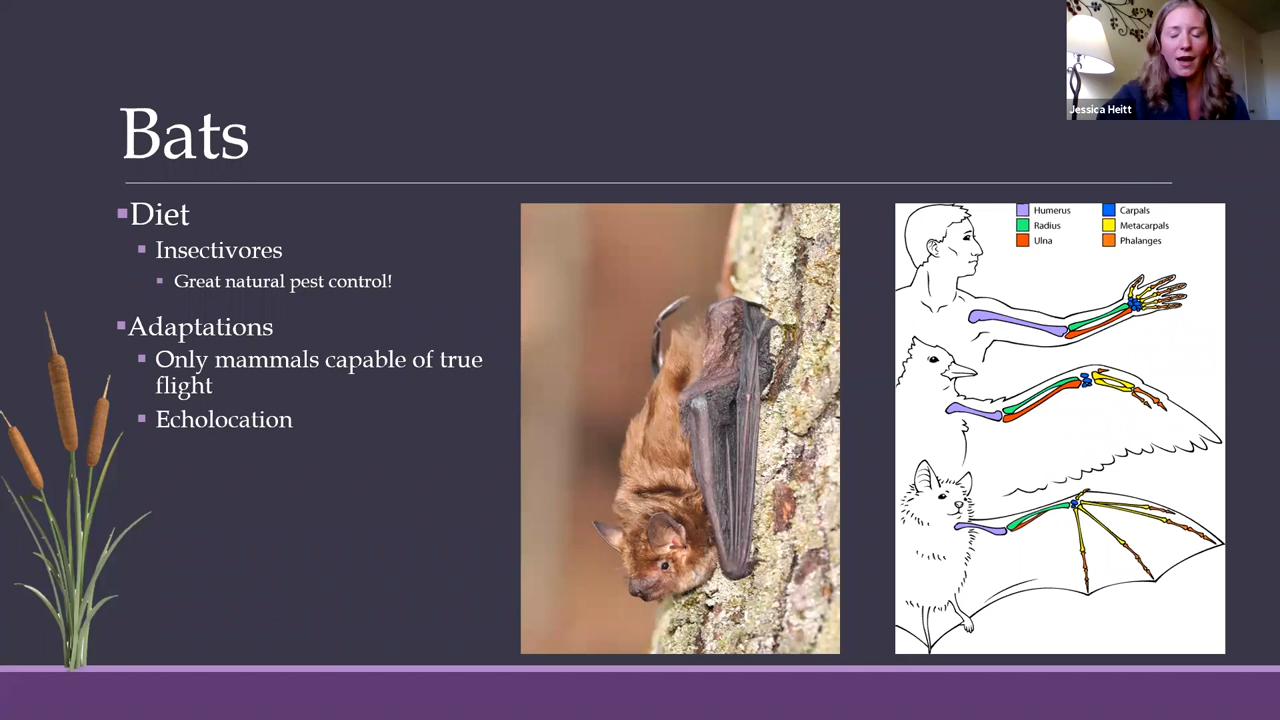 Jessica Heitt
Bats
Diet
Insectivores
Great natural pest control!
Adaptations
Only mammals capable of true
flight
Echolocation
Humerus
Radius
Ulna
Carpals
Metacarpals
Phalanges